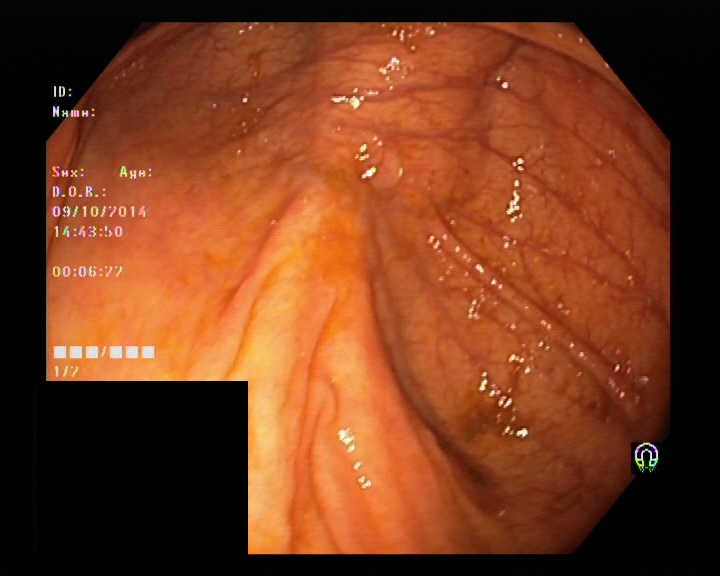 ID:
Name:
Sex: Age:
D.O.B.:
09/10/2014
14:43:50
00:06:27
■■■/■■■
1/2